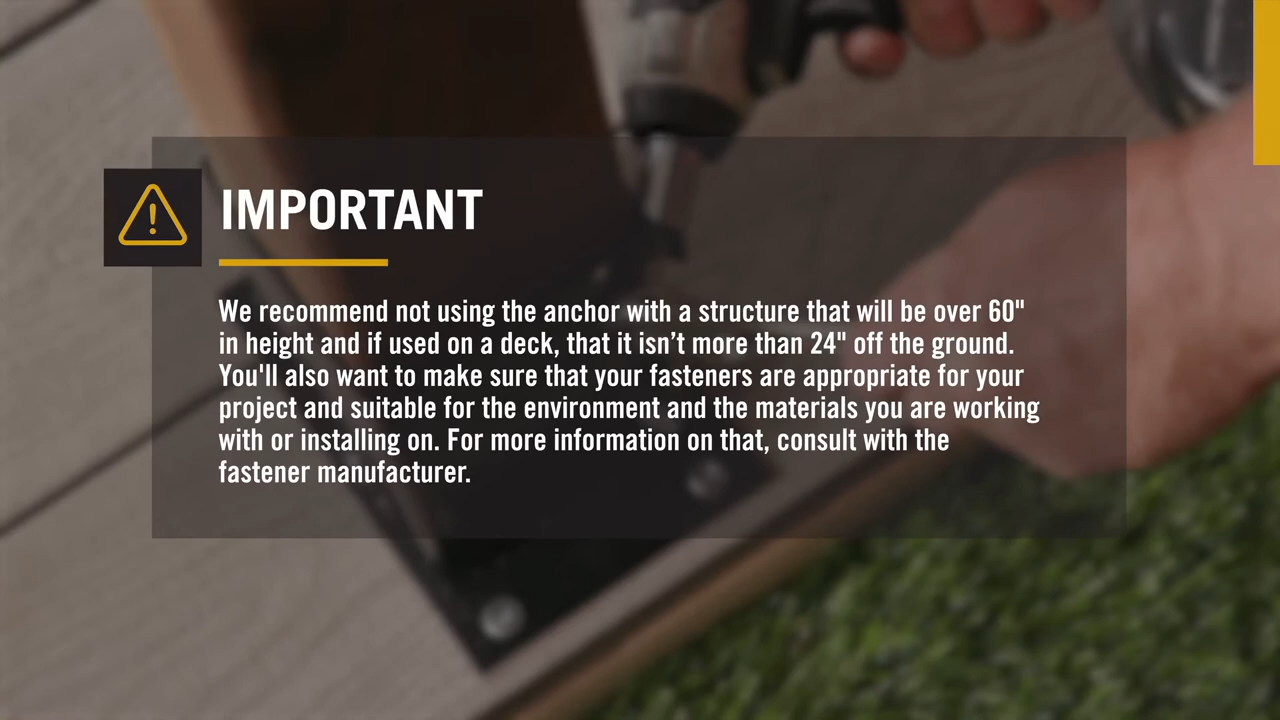 IMPORTANT
We recommend not using the anchor with a structure that will be over 60"
in height and if used on a deck, that it isn’t more than 24" off the ground.
You'll also want to make sure that your fasteners are appropriate for your
project and suitable for the environment and the materials you are working
with or installing on. For more information on that, consult with the
fastener manufacturer.